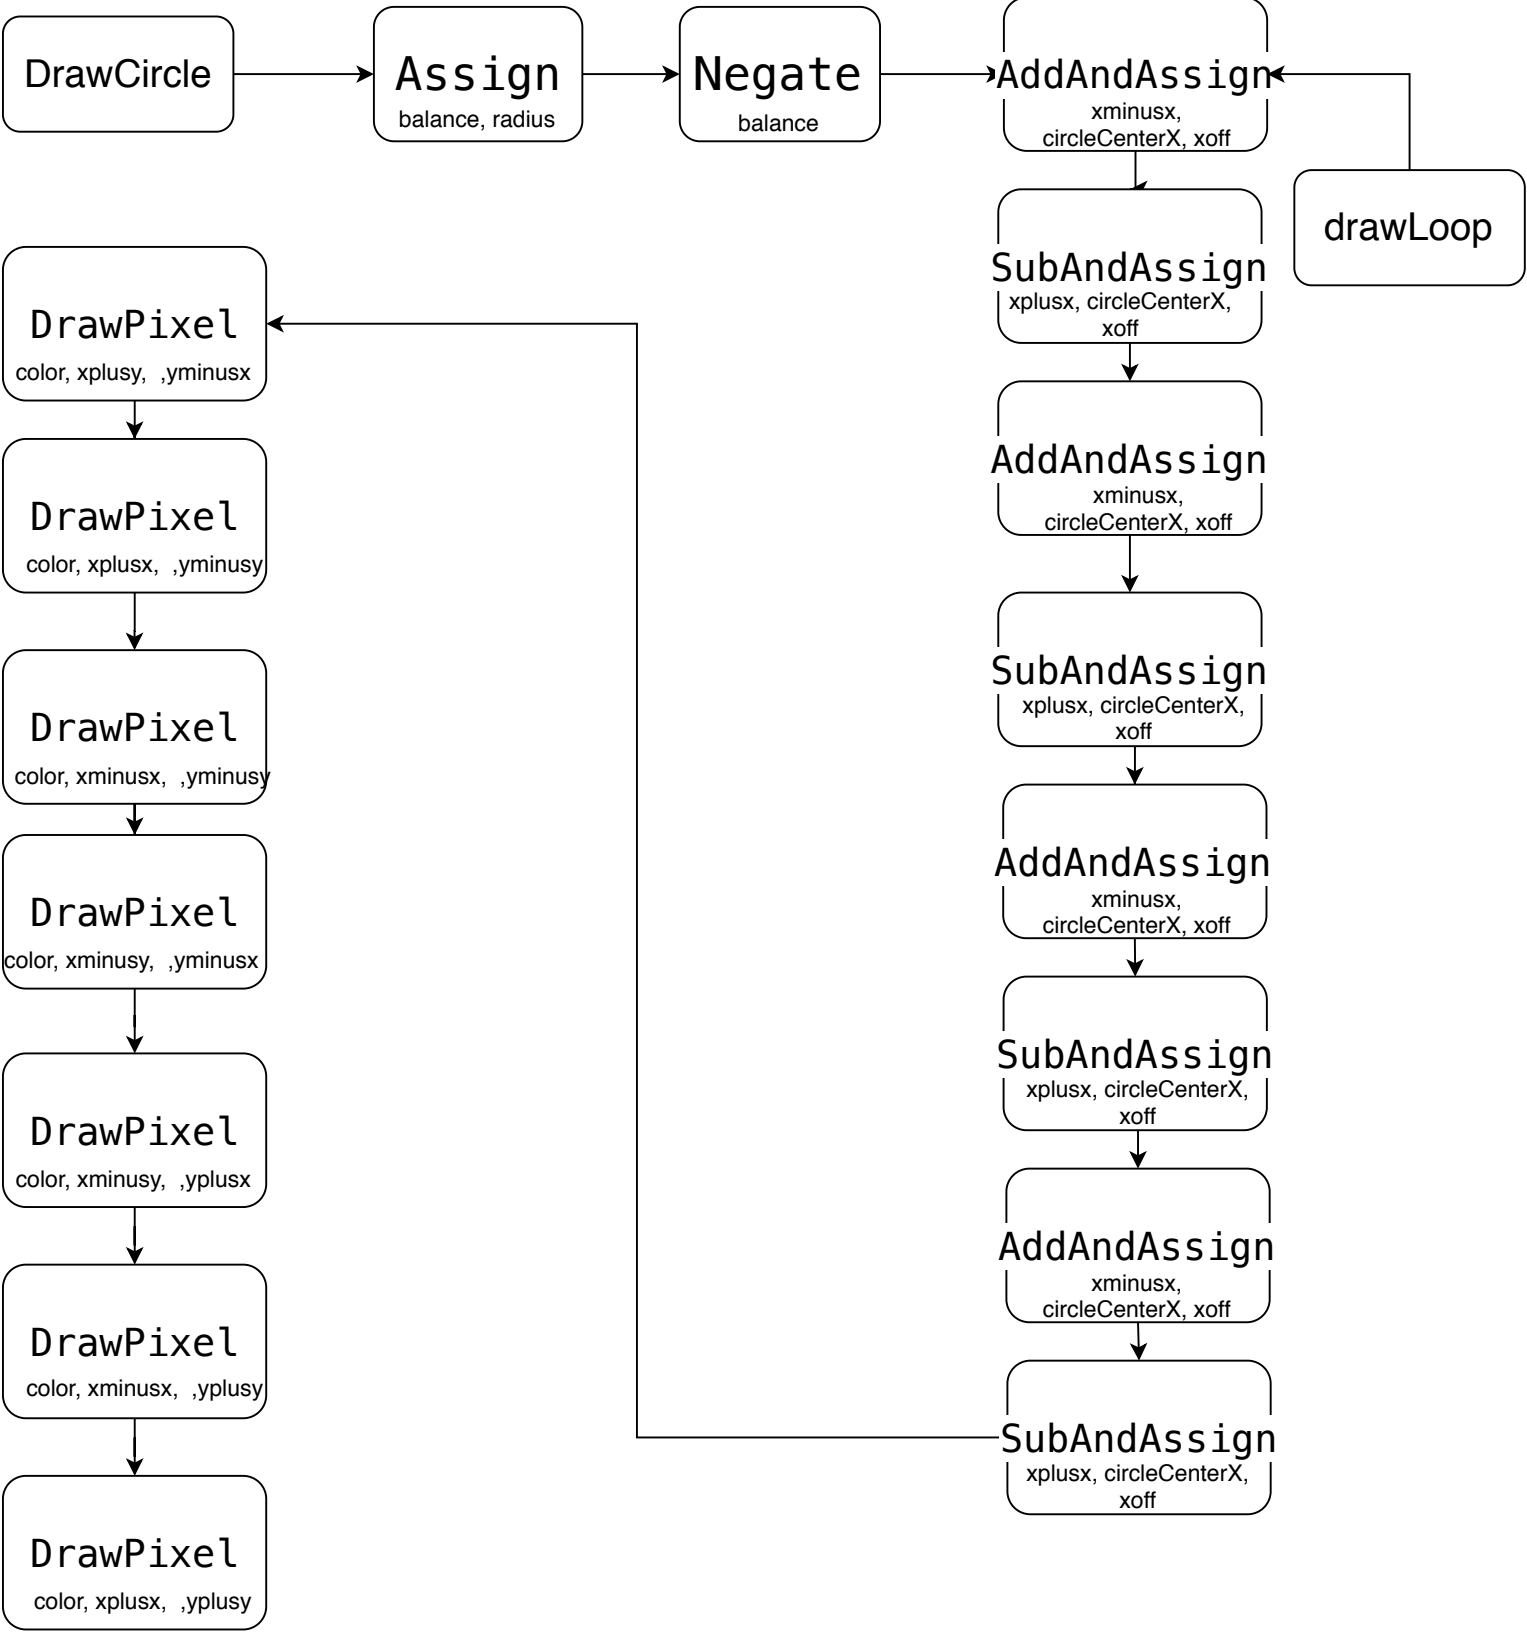 DrawCircle
Assign
balance, radius
Negate
balance
AddAndAssign
xminusx,
circleCenterX, xoff
drawLoop
SubAndAssign
xplusx, circleCenterX,
xoff
AddAndAssign
xminusx,
circleCenterX, xoff
SubAndAssign
xplusx, circleCenterX,
xoff
AddAndAssign
xminusx,
circleCenterX, xoff
SubAndAssign
xplusx, circleCenterX,
xoff
AddAndAssign
xminusx,
circleCenterX, xoff
SubAndAssign
xplusx, circleCenterX,
xoff
DrawPixel
color, xplusy,  ,yminusx
DrawPixel
color, xplusx,  ,yminusy
DrawPixel
color, xminusx,  ,yminusy
DrawPixel
color, xminusy,  ,yminusx
DrawPixel
color, xminusy,  ,yplusx
DrawPixel
color, xminusx,  ,yplusy
DrawPixel
color, xplusx,  ,yplusy